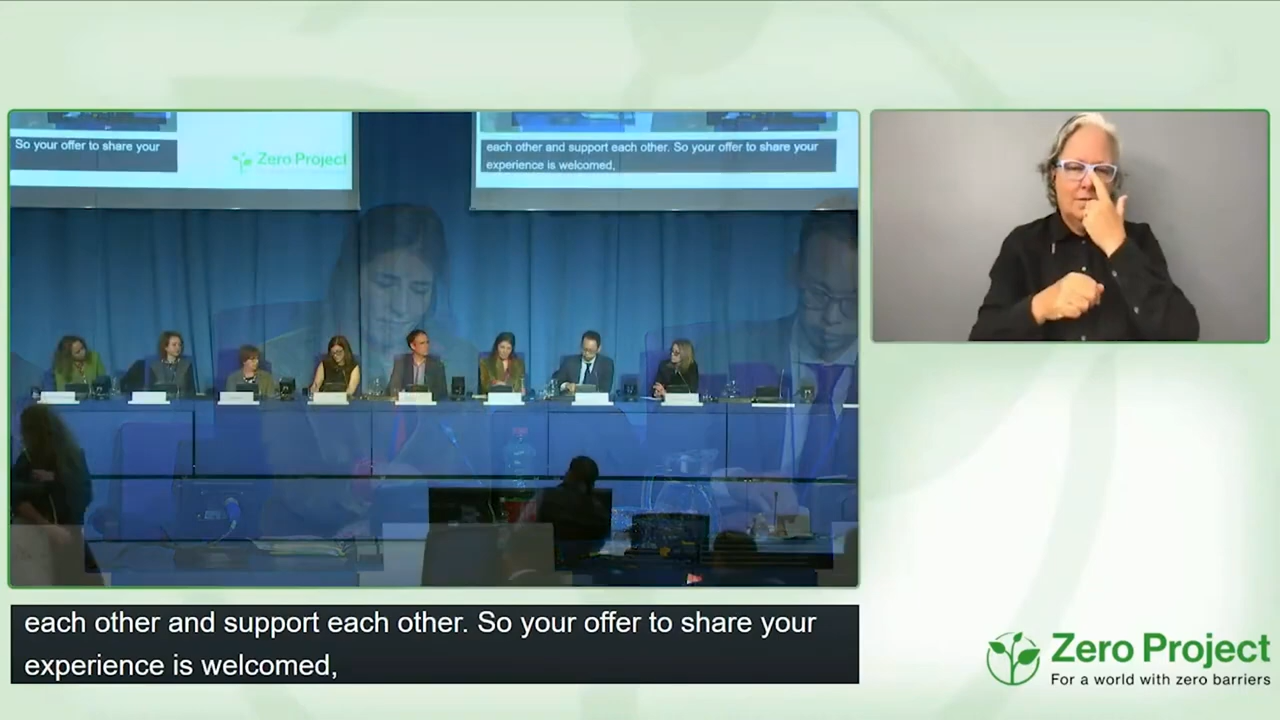 So your offer to share your
Zero Project
each other and support each other. So your offer to share your
experience is welcomed,
each other and support each other. So your offer to share your
experience is welcomed,
Zero Project
For a world with zero barriers